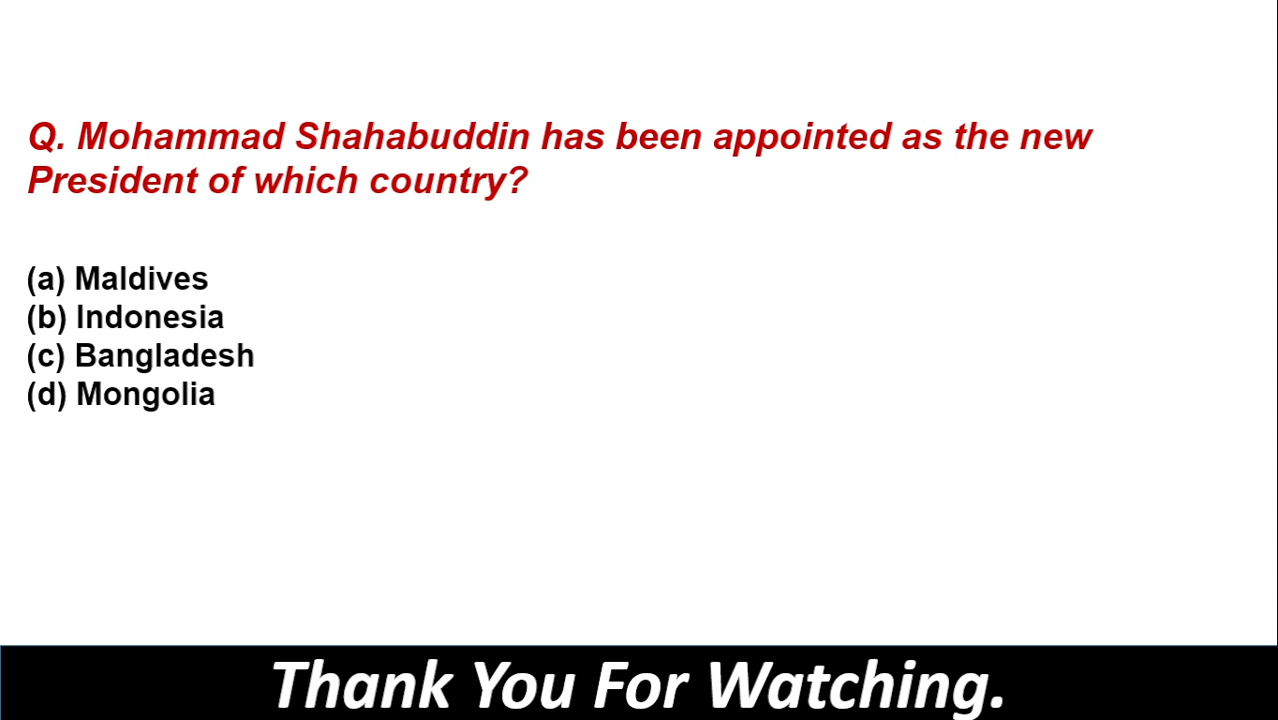 Q. Mohammad Shahabuddin has been appointed as the new
President of which country?
(a) Maldives
(b) Indonesia
(c) Bangladesh
(d) Mongolia
Thank You For Watching.